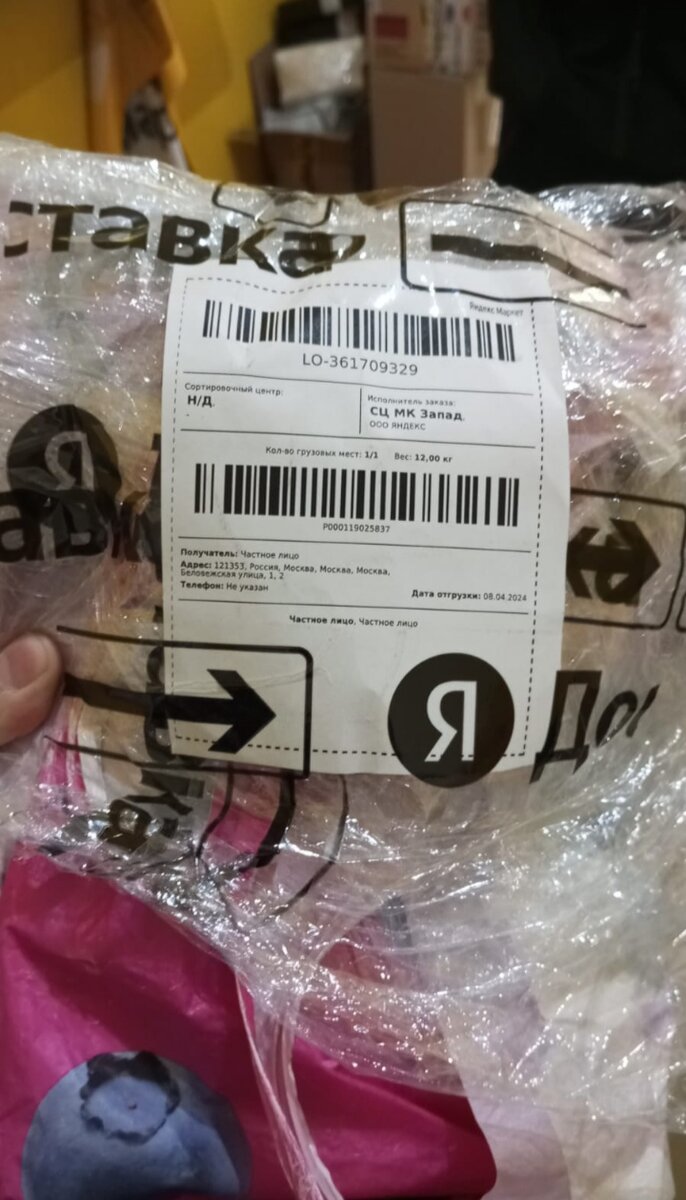 ставка
Яндекс Маркет
LO-361709329
Сортировочный центр:
Н/Д
-
Исполнитель заказа:
СЦ МК Запад,
ООО ЯНДЕКС
Кол-во грузовых мест: 1/1 Вес: 12,00 кг
P000119025837
Получатель: Частное лицо
Адрес: 121353, Россия, Москва, Москва, Москва,
Беловежская улица, 1, 2
Телефон: Не указан
Дата отгрузки: 08.04.2024
Частное лицо, Частное лицо
Я
Я Дос